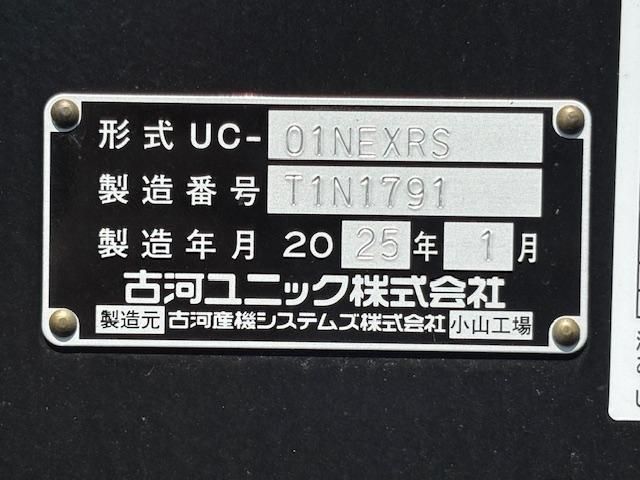 形式 UC-01NEXRS
製造番号 T1N1791
製造年月 2025年 1月
古河ユニック株式会社
製造元 古河産機システムズ株式会社 小山工場